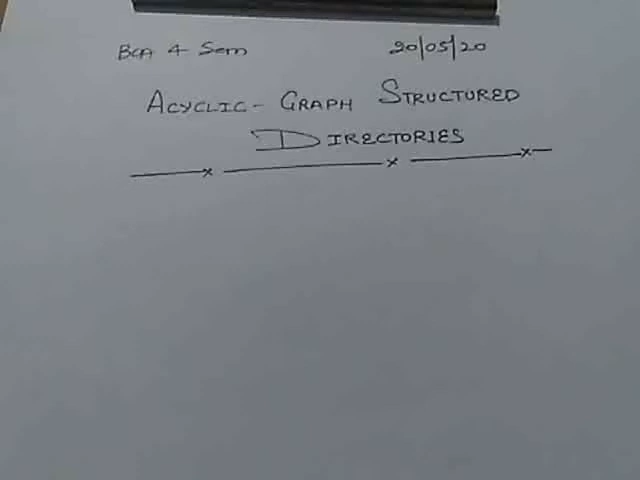 BCA 4 Sem 20/05/20
ACYCLIC- GRAPH STRUCTURED
DIRECTORIES